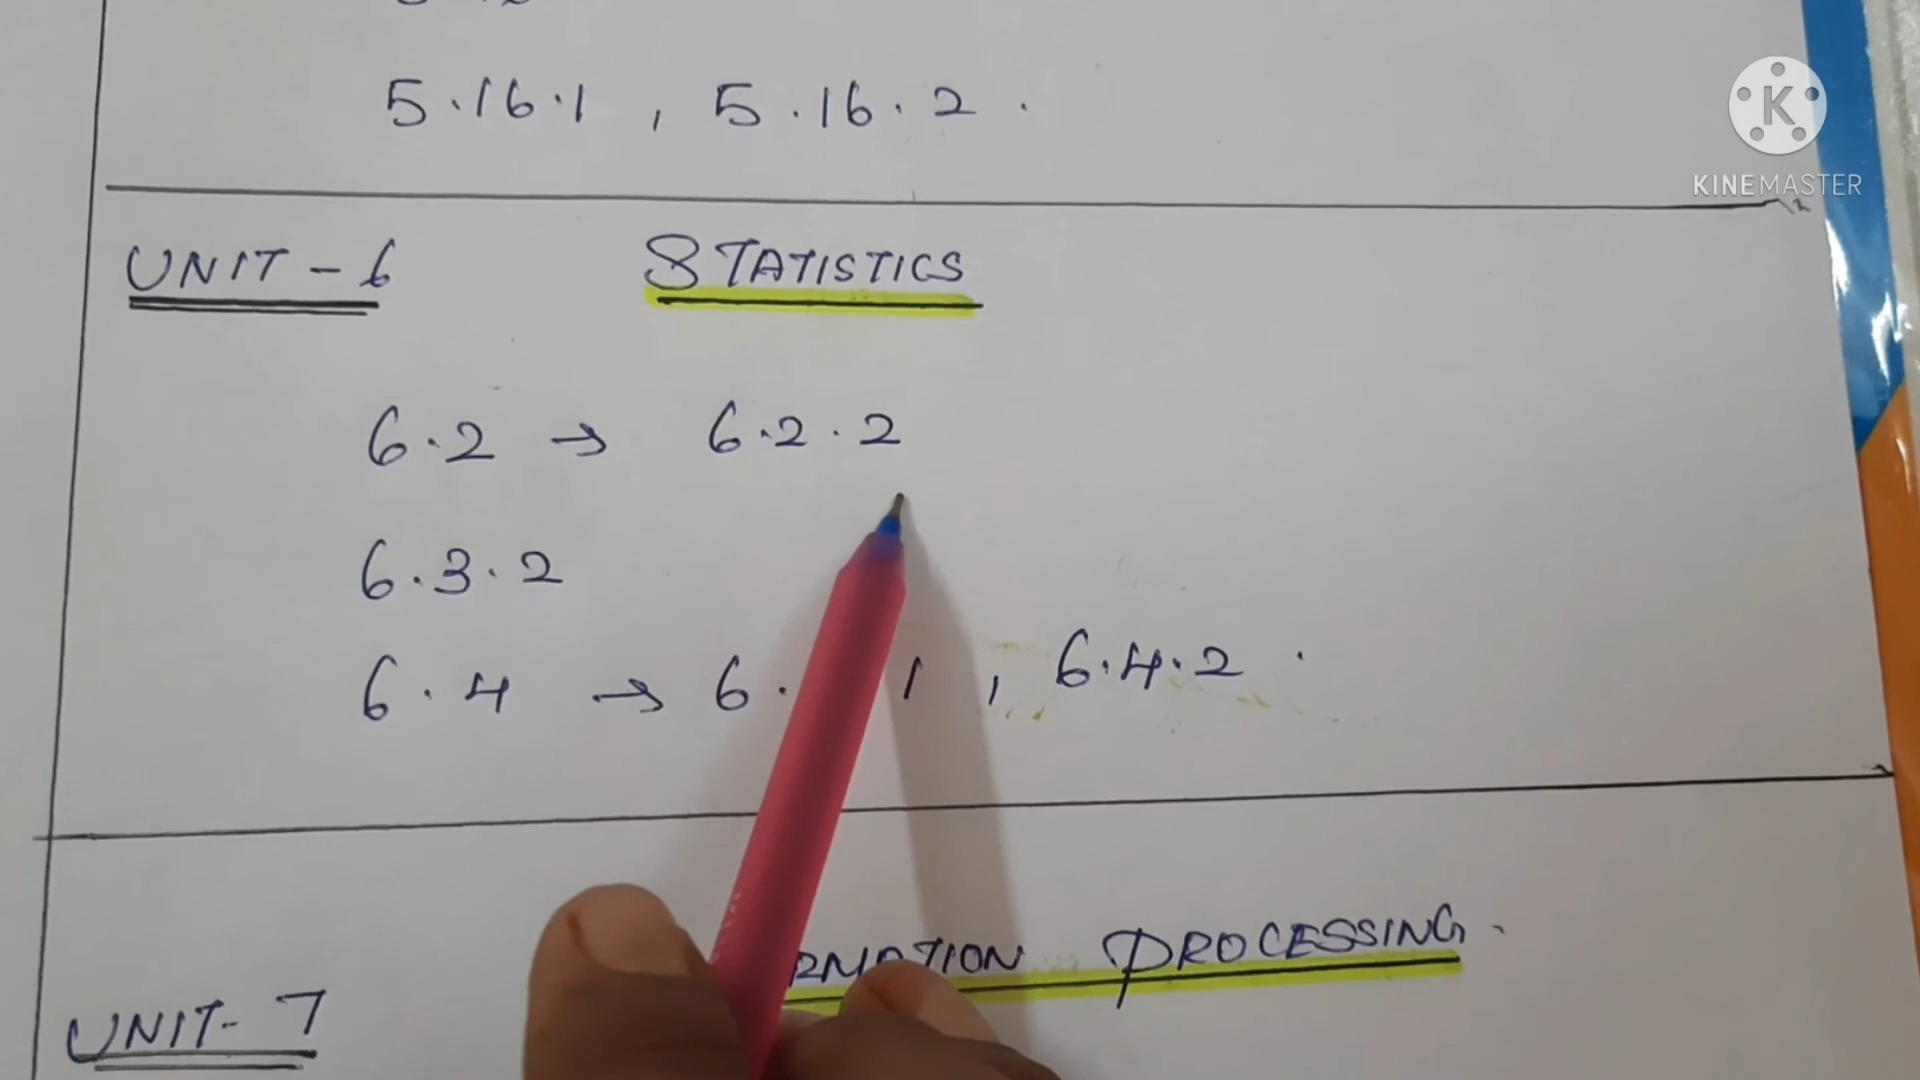 5.16.1 , 5.16.2 .
KINEMASTER
UNIT - 6 STATISTICS
6.2 → 6.2.2
6.3.2
6.4 → 6. 1 , 6.4.2 .
PROCESSING.
UNIT- 7